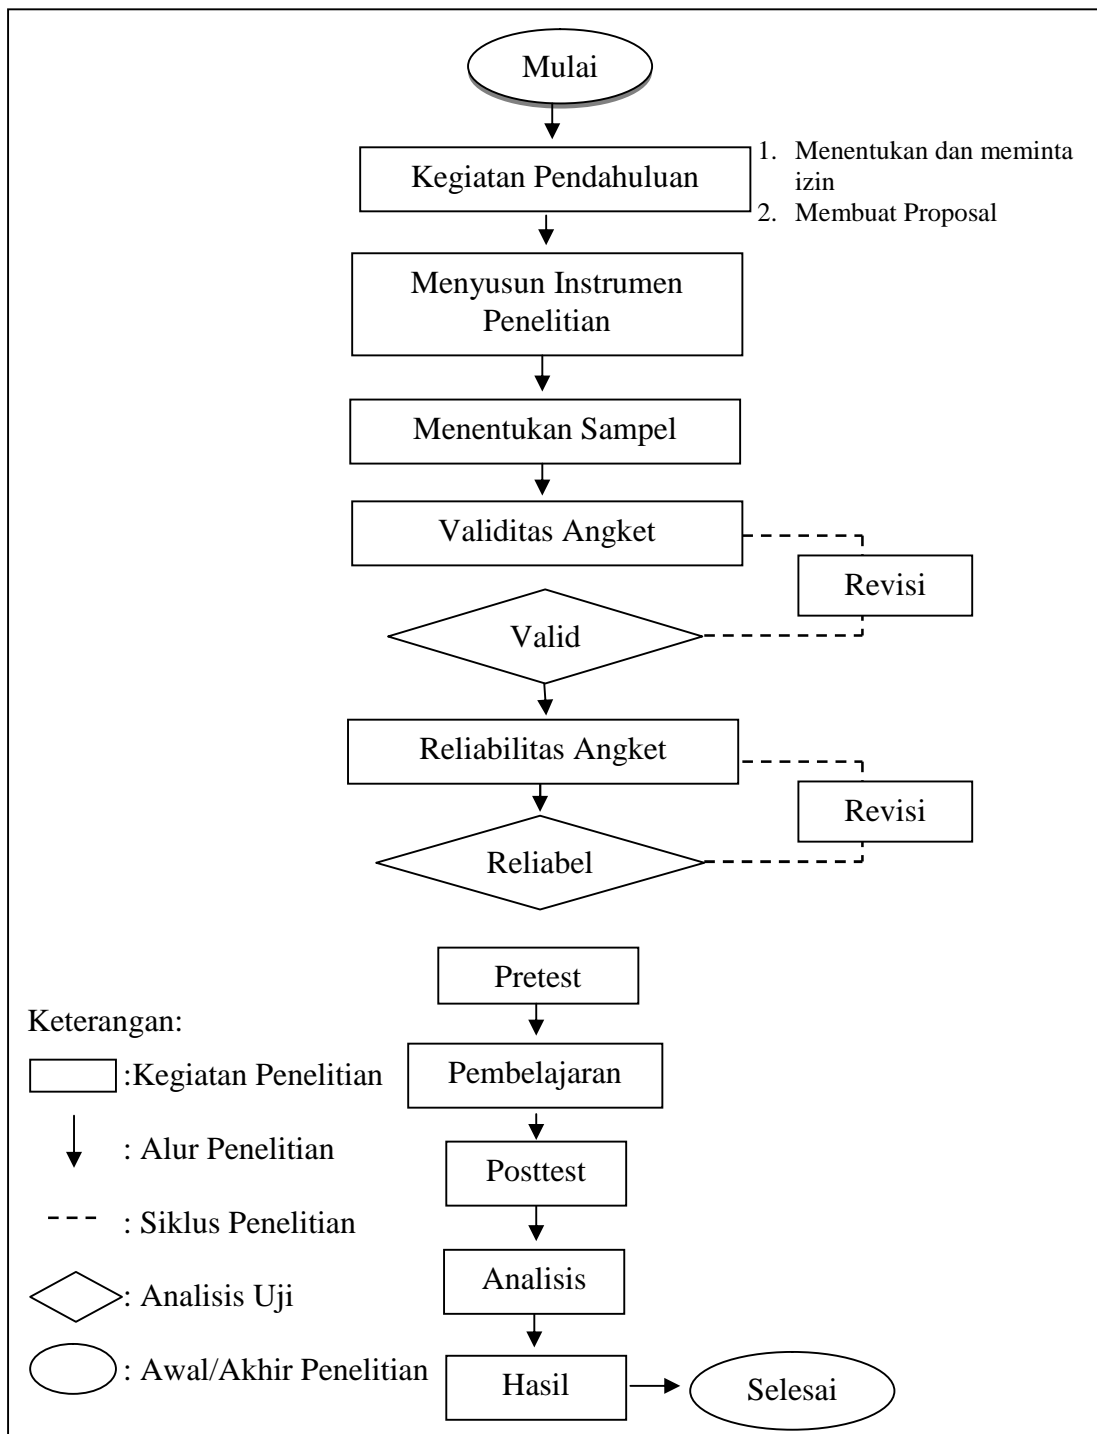 Mulai
Kegiatan Pendahuluan
1. Menentukan dan meminta
izin
2. Membuat Proposal
Menyusun Instrumen
Penelitian
Menentukan Sampel
Validitas Angket
Revisi
Valid
Reliabilitas Angket
Revisi
Reliabel
Pretest
Pembelajaran
Posttest
Analisis
Hasil
Selesai
Keterangan:
:Kegiatan Penelitian
: Alur Penelitian
: Siklus Penelitian
: Analisis Uji
: Awal/Akhir Penelitian